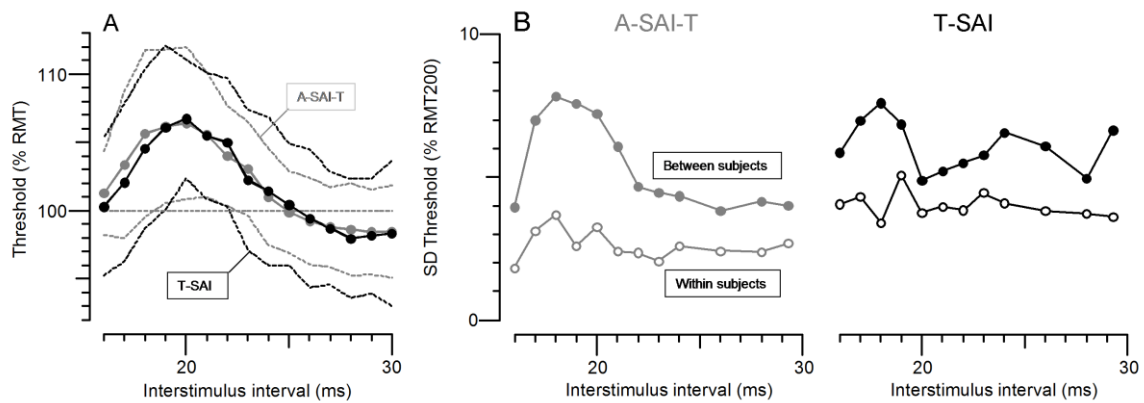 A
110
100
Threshold (% RMT)
A-SAI-T
T-SAI
20
30
Interstimulus interval (ms)
B
A-SAI-T
10
0
SD Threshold (% RMT200)
Between subjects
Within subjects
20
30
Interstimulus interval (ms)
T-SAI
20
30
Interstimulus interval (ms)